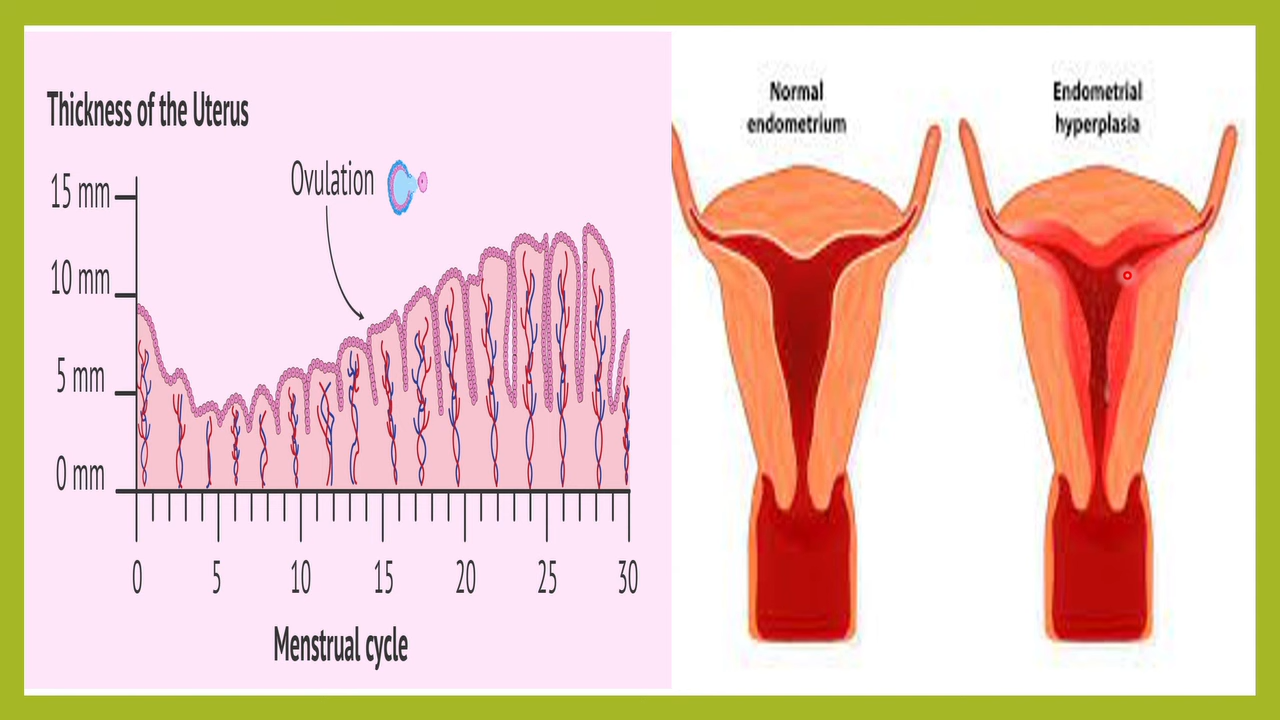 Thickness of the Uterus
Ovulation
15 mm
10 mm
5 mm
0 mm
0 5 10 15 20 25 30
Menstrual cycle
Normal
endometrium
Endometrial
hyperplasia